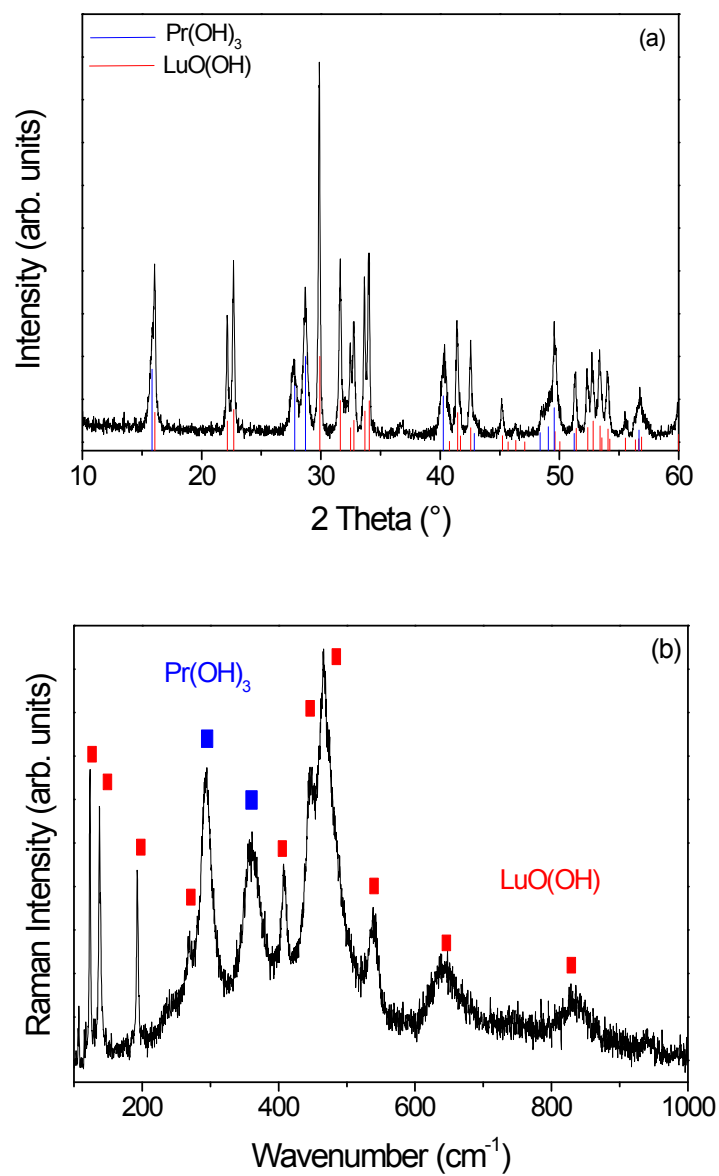 Pr(OH)₃
(a)
LuO(OH)
Intensity (arb. units)
10 20 30 40 50 60
2 Theta (°)
(b)
Pr(OH)₃
LuO(OH)
Raman Intensity (arb. units)
200 400 600 800 1000
Wavenumber (cm⁻¹)